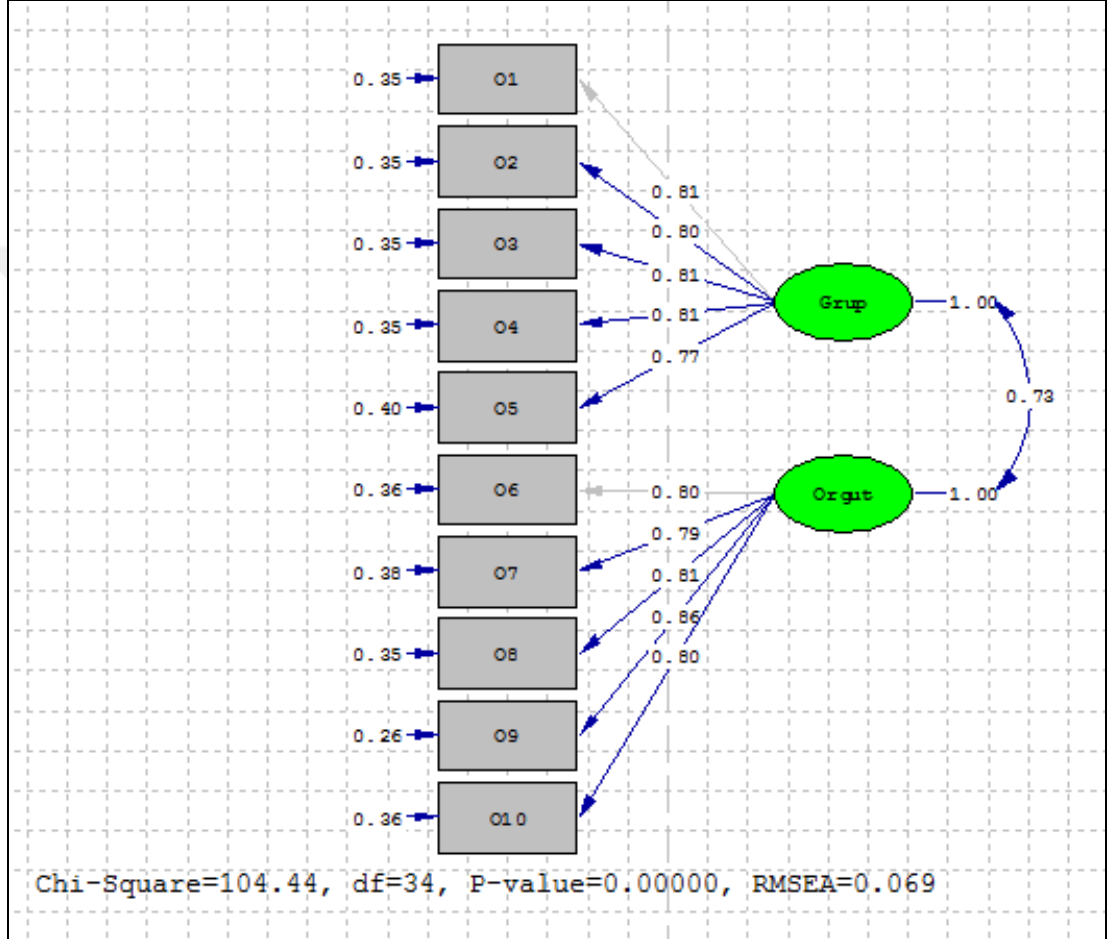 0.35 O1
0.81
0.35 O2
0.80
0.35 O3
0.81
Grup 1.00
0.35 O4
0.81
0.77
0.73
0.40 O5
0.36 O6
0.80
Orgut 1.00
0.79
0.38 O7
0.81
0.86
0.35 O8
0.80
0.26 O9
0.36 O10
Chi-Square=104.44, df=34, P-value=0.00000, RMSEA=0.069